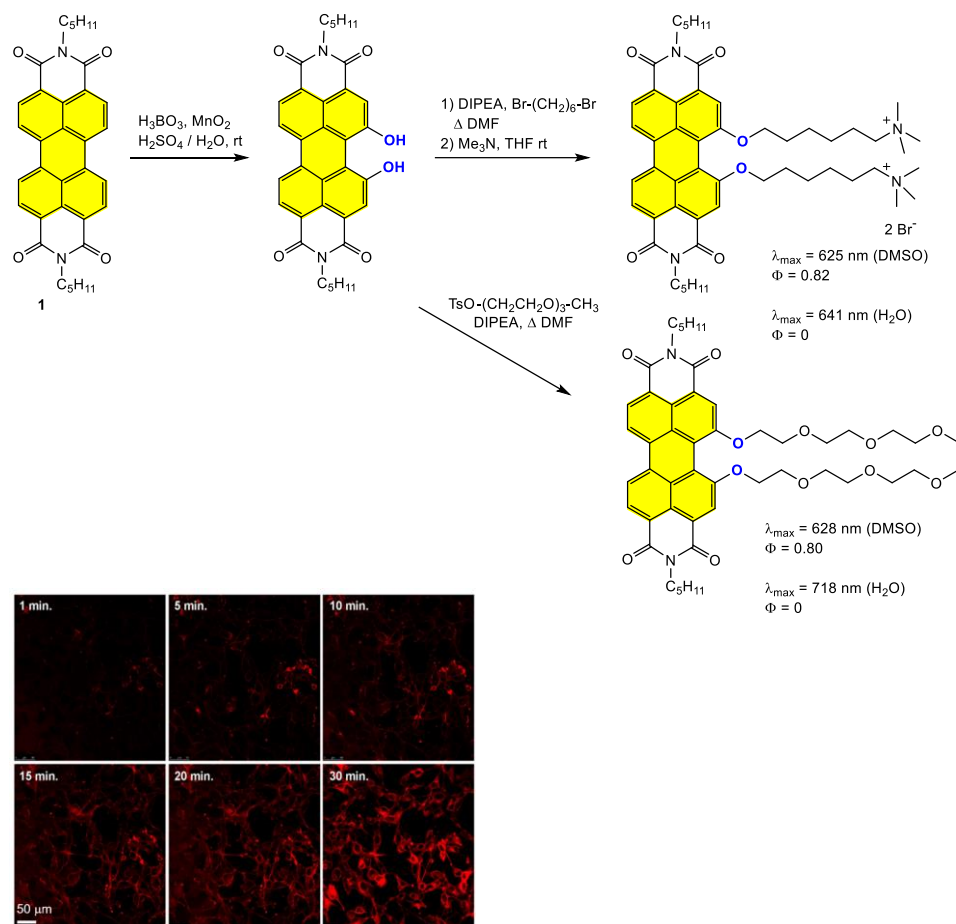 C₅H₁₁
O N O
O N O
C₅H₁₁
1
H₃BO₃, MnO₂
H₂SO₄ / H₂O, rt
C₅H₁₁
O N O
OH
OH
O N O
C₅H₁₁
1) DIPEA, Br-(CH₂)₆-Br
Δ DMF
2) Me₃N, THF rt
C₅H₁₁
O N O
O N +
O N +
O N O
C₅H₁₁
2 Br⁻
λmax = 625 nm (DMSO)
Φ = 0.82
λmax = 641 nm (H₂O)
Φ = 0
TsO-(CH₂CH₂O)₃-CH₃
DIPEA, Δ DMF
C₅H₁₁
O N O
O O O O
O O O O
O N O
C₅H₁₁
λmax = 628 nm (DMSO)
Φ = 0.80
λmax = 718 nm (H₂O)
Φ = 0
1 min.
5 min.
10 min.
15 min.
20 min.
30 min.
50 µm